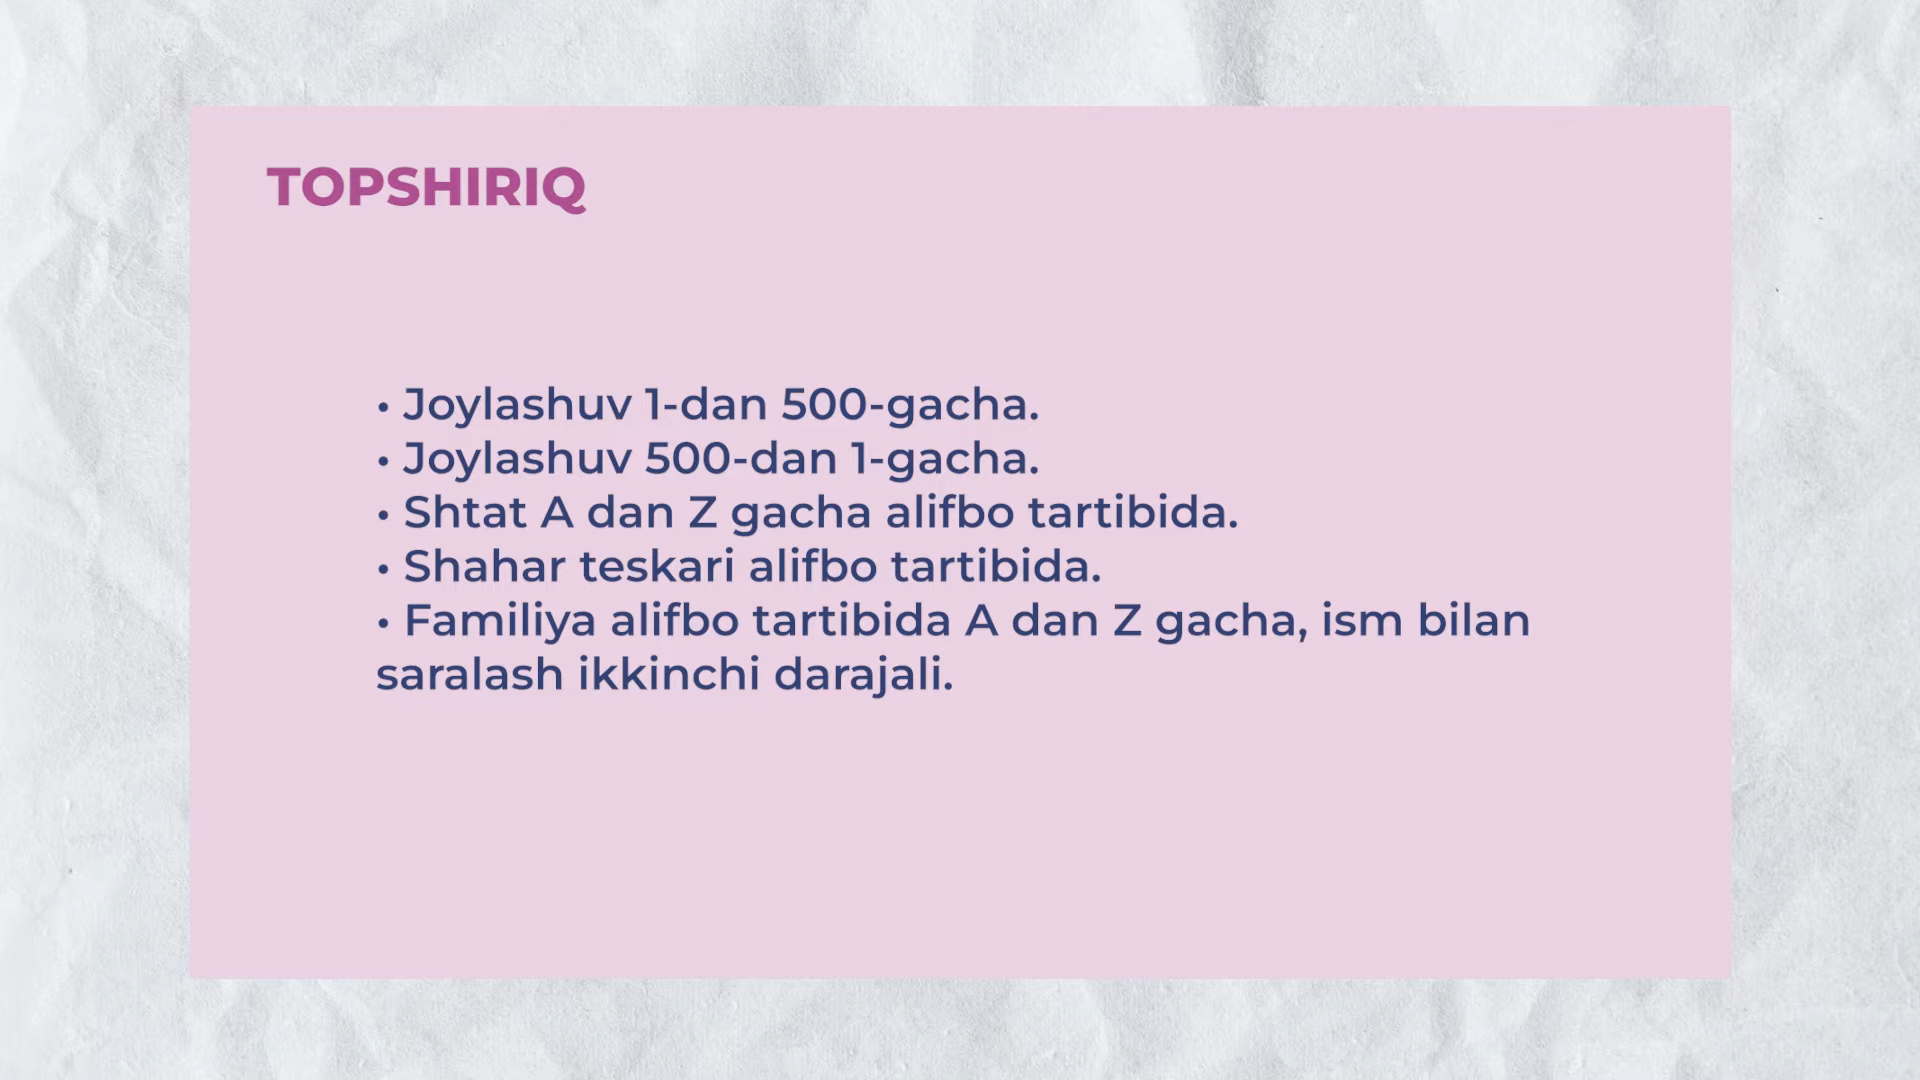 TOPSHIRIQ
• Joylashuv 1-dan 500-gacha.
• Joylashuv 500-dan 1-gacha.
• Shtat A dan Z gacha alifbo tartibida.
• Shahar teskari alifbo tartibida.
• Familiya alifbo tartibida A dan Z gacha, ism bilan
saralash ikkinchi darajali.